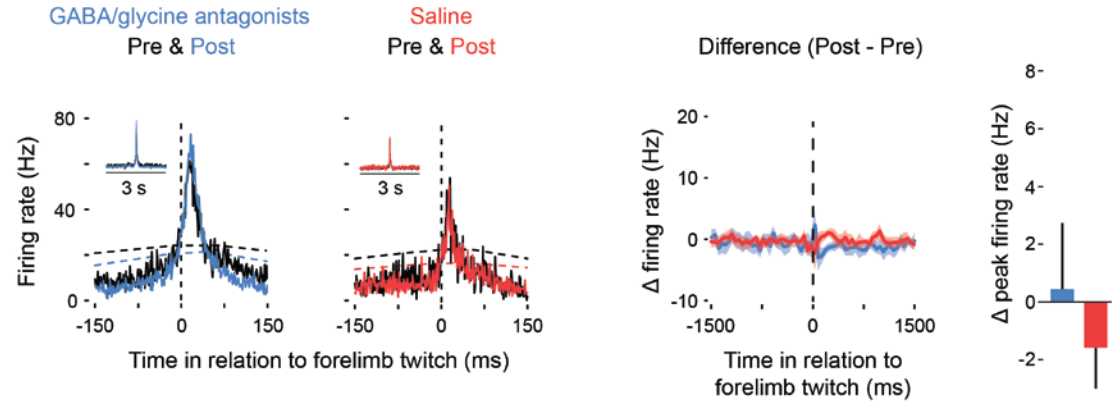 GABA/glycine antagonists
Pre & Post
Saline
Pre & Post
Difference (Post - Pre)
Firing rate (Hz)
80
40
0
3 s
3 s
-150
0
150
-150
0
150
Time in relation to forelimb twitch (ms)
Δ firing rate (Hz)
20
10
0
-10
-1500
0
1500
Time in relation to
forelimb twitch (ms)
Δ peak firing rate (Hz)
8
6
4
2
0
-2